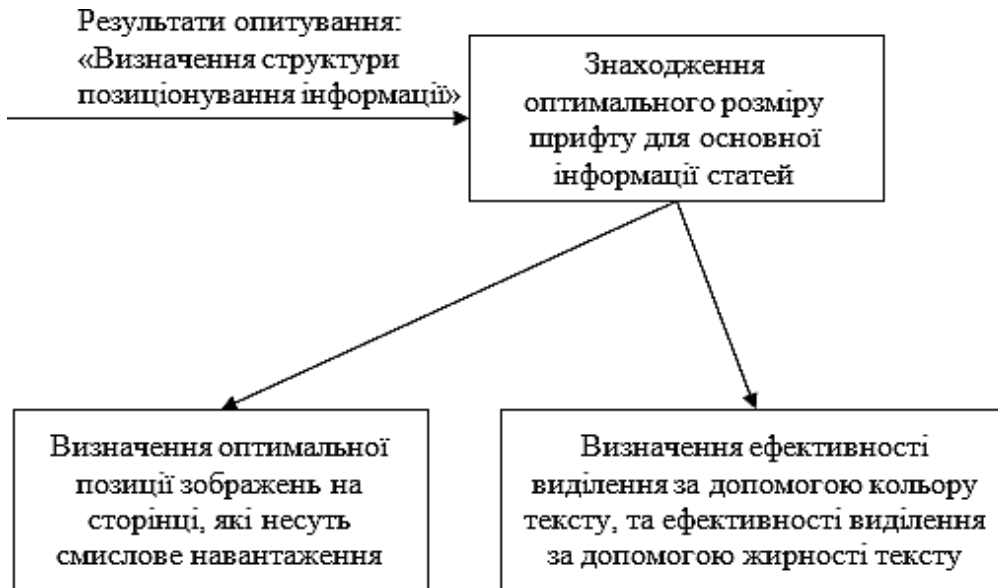 Результати опитування:
«Визначення структури
позиціонування інформації»
Знаходження
оптимального розміру
шрифту для основної
інформації статей
Визначення оптимальної
позиції зображень на
сторінці, які несуть
смислове навантаження
Визначення ефективності
виділення за допомогою кольору
тексту, та ефективності виділення
за допомогою жирності тексту